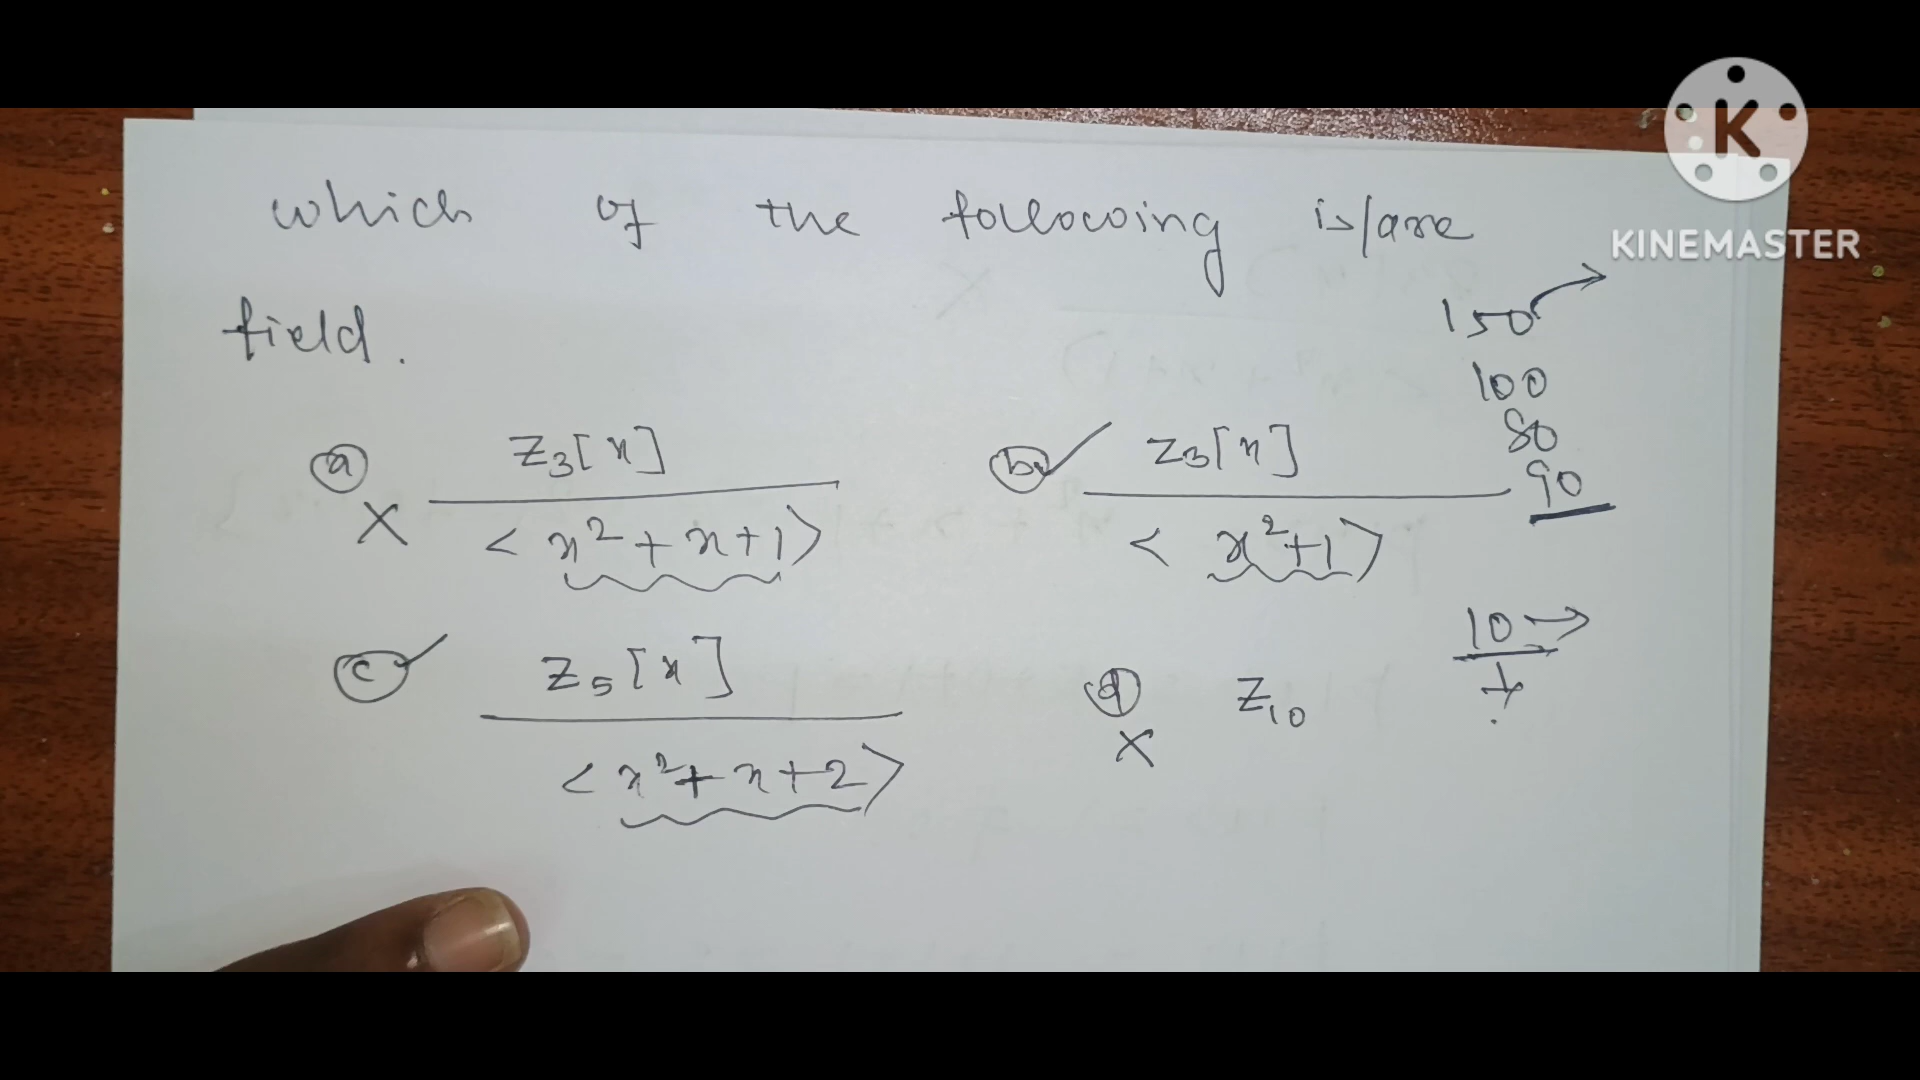 which of the following is/are
field.
150
100
80
90
ⓐ Z₃[x]
X < x² + x + 1 >
ⓑ ✓ Z₃[x]
< x² + 1 >
ⓒ ✓ Z₅[x]
< x² + x + 2 >
ⓓ Z₁₀
X
10 →
K
KINEMASTER